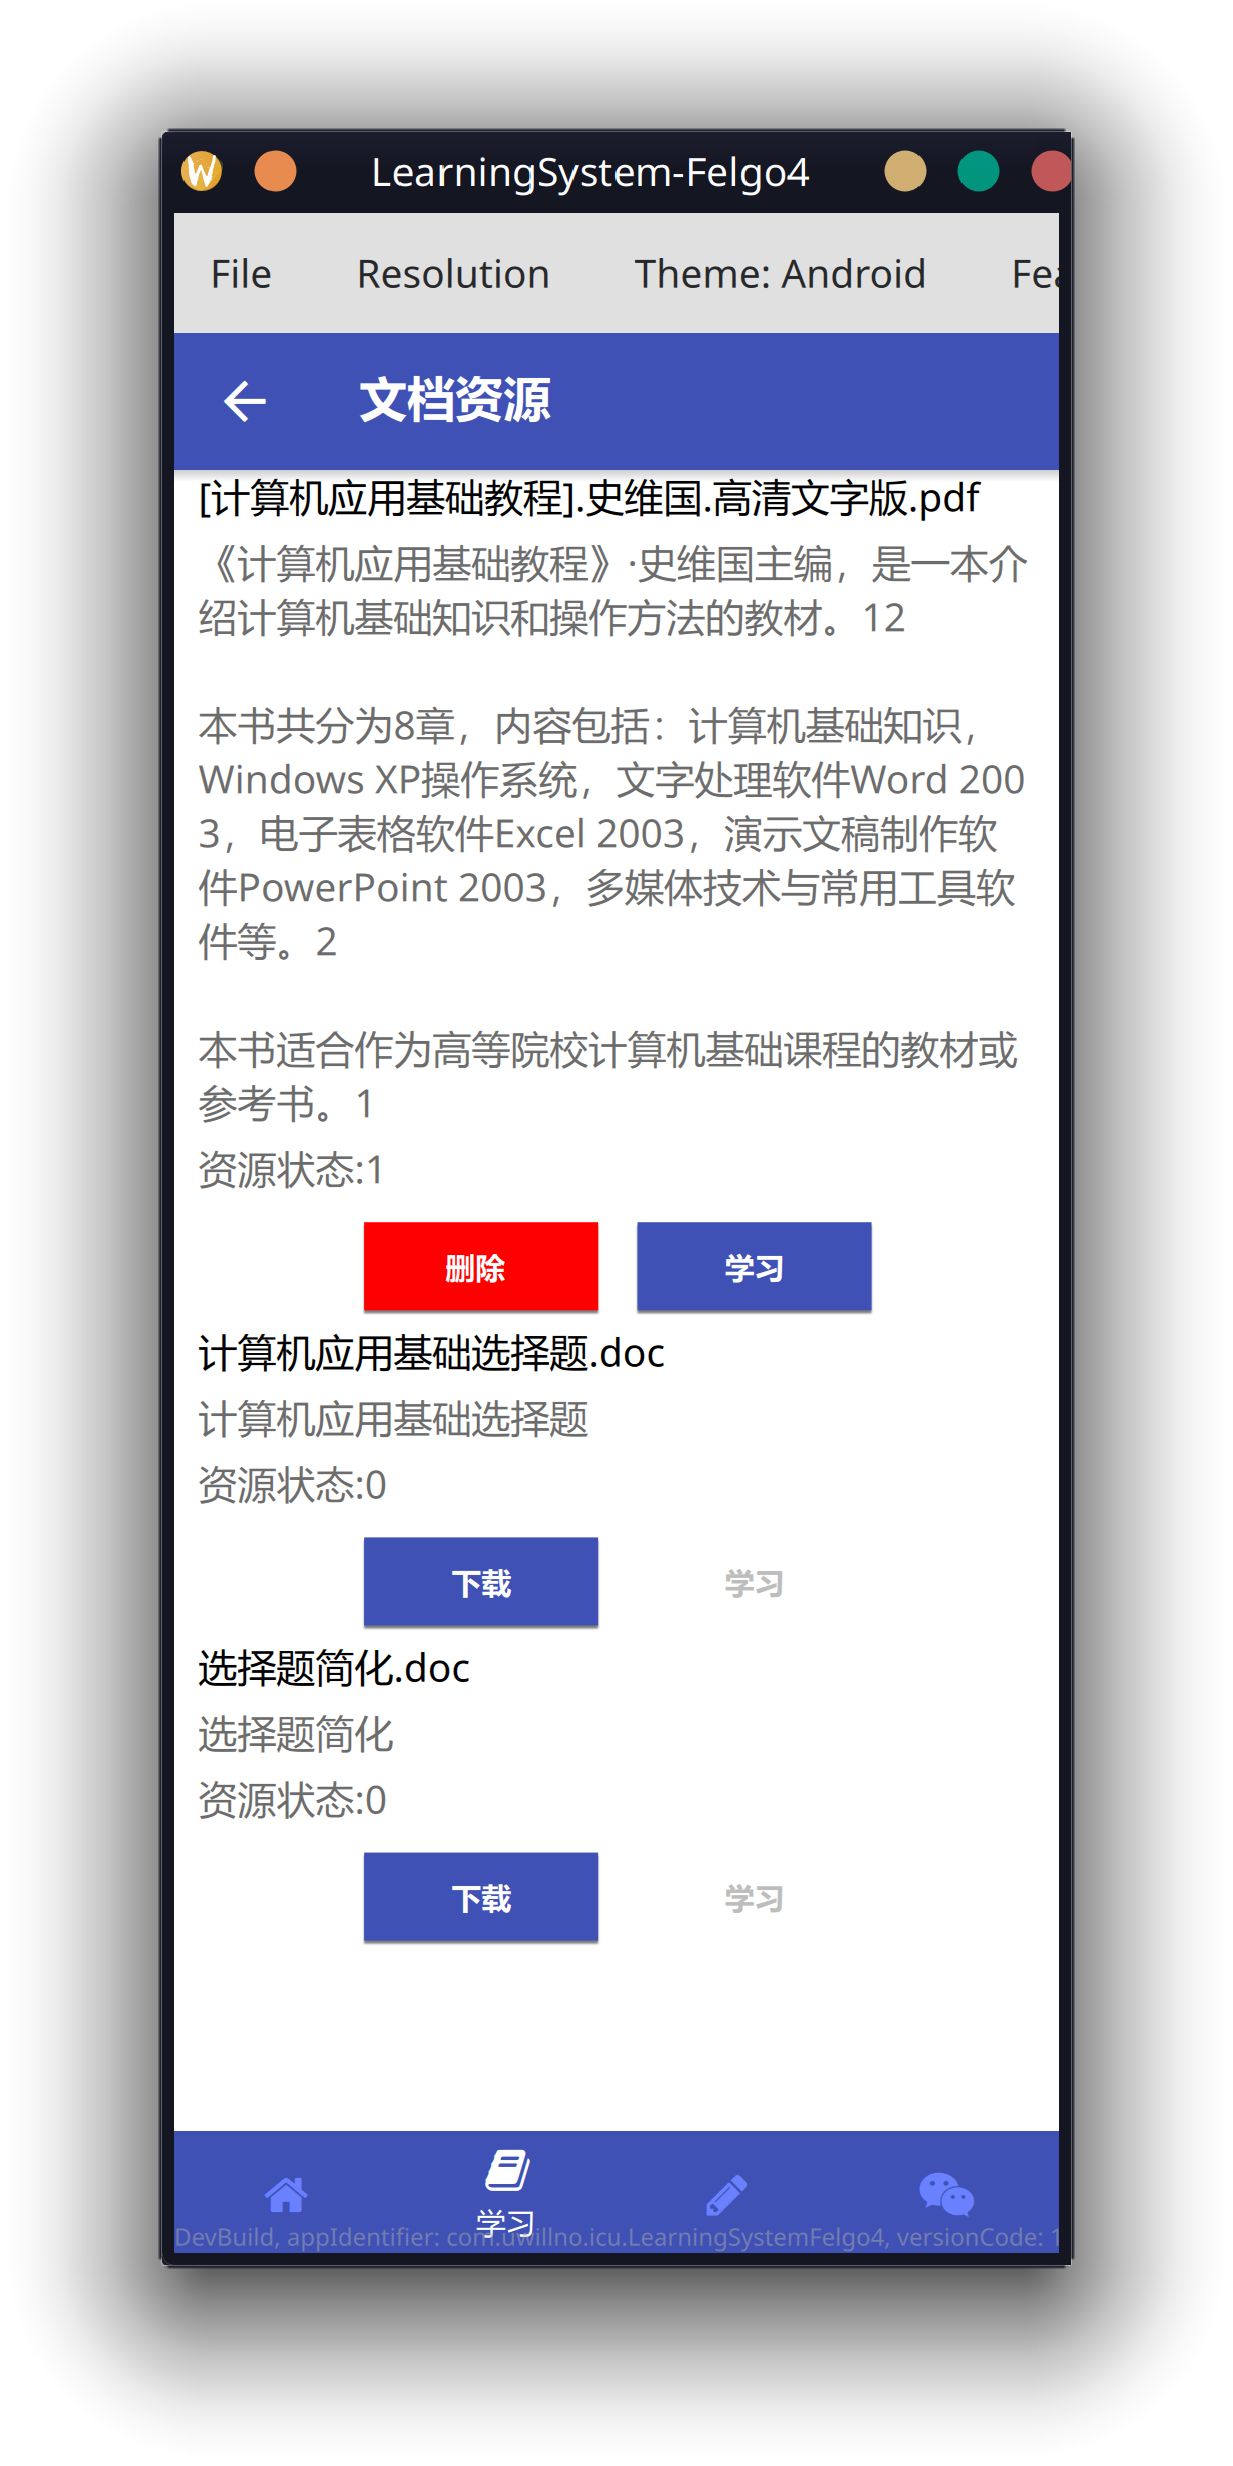 LearningSystem-Felgo4
File Resolution Theme: Android Fea
文档资源
[计算机应用基础教程].史维国.高清文字版.pdf
《计算机应用基础教程》·史维国主编，是一本介
绍计算机基础知识和操作方法的教材。12
本书共分为8章，内容包括：计算机基础知识，
Windows XP操作系统，文字处理软件Word 200
3，电子表格软件Excel 2003，演示文稿制作软
件PowerPoint 2003，多媒体技术与常用工具软
件等。2
本书适合作为高等院校计算机基础课程的教材或
参考书。1
资源状态:1
删除 学习
计算机应用基础选择题.doc
计算机应用基础选择题
资源状态:0
下载 学习
选择题简化.doc
选择题简化
资源状态:0
下载 学习
学习
DevBuild, appIdentifier: com.uwillno.icu.LearningSystemFelgo4, versionCode: 1